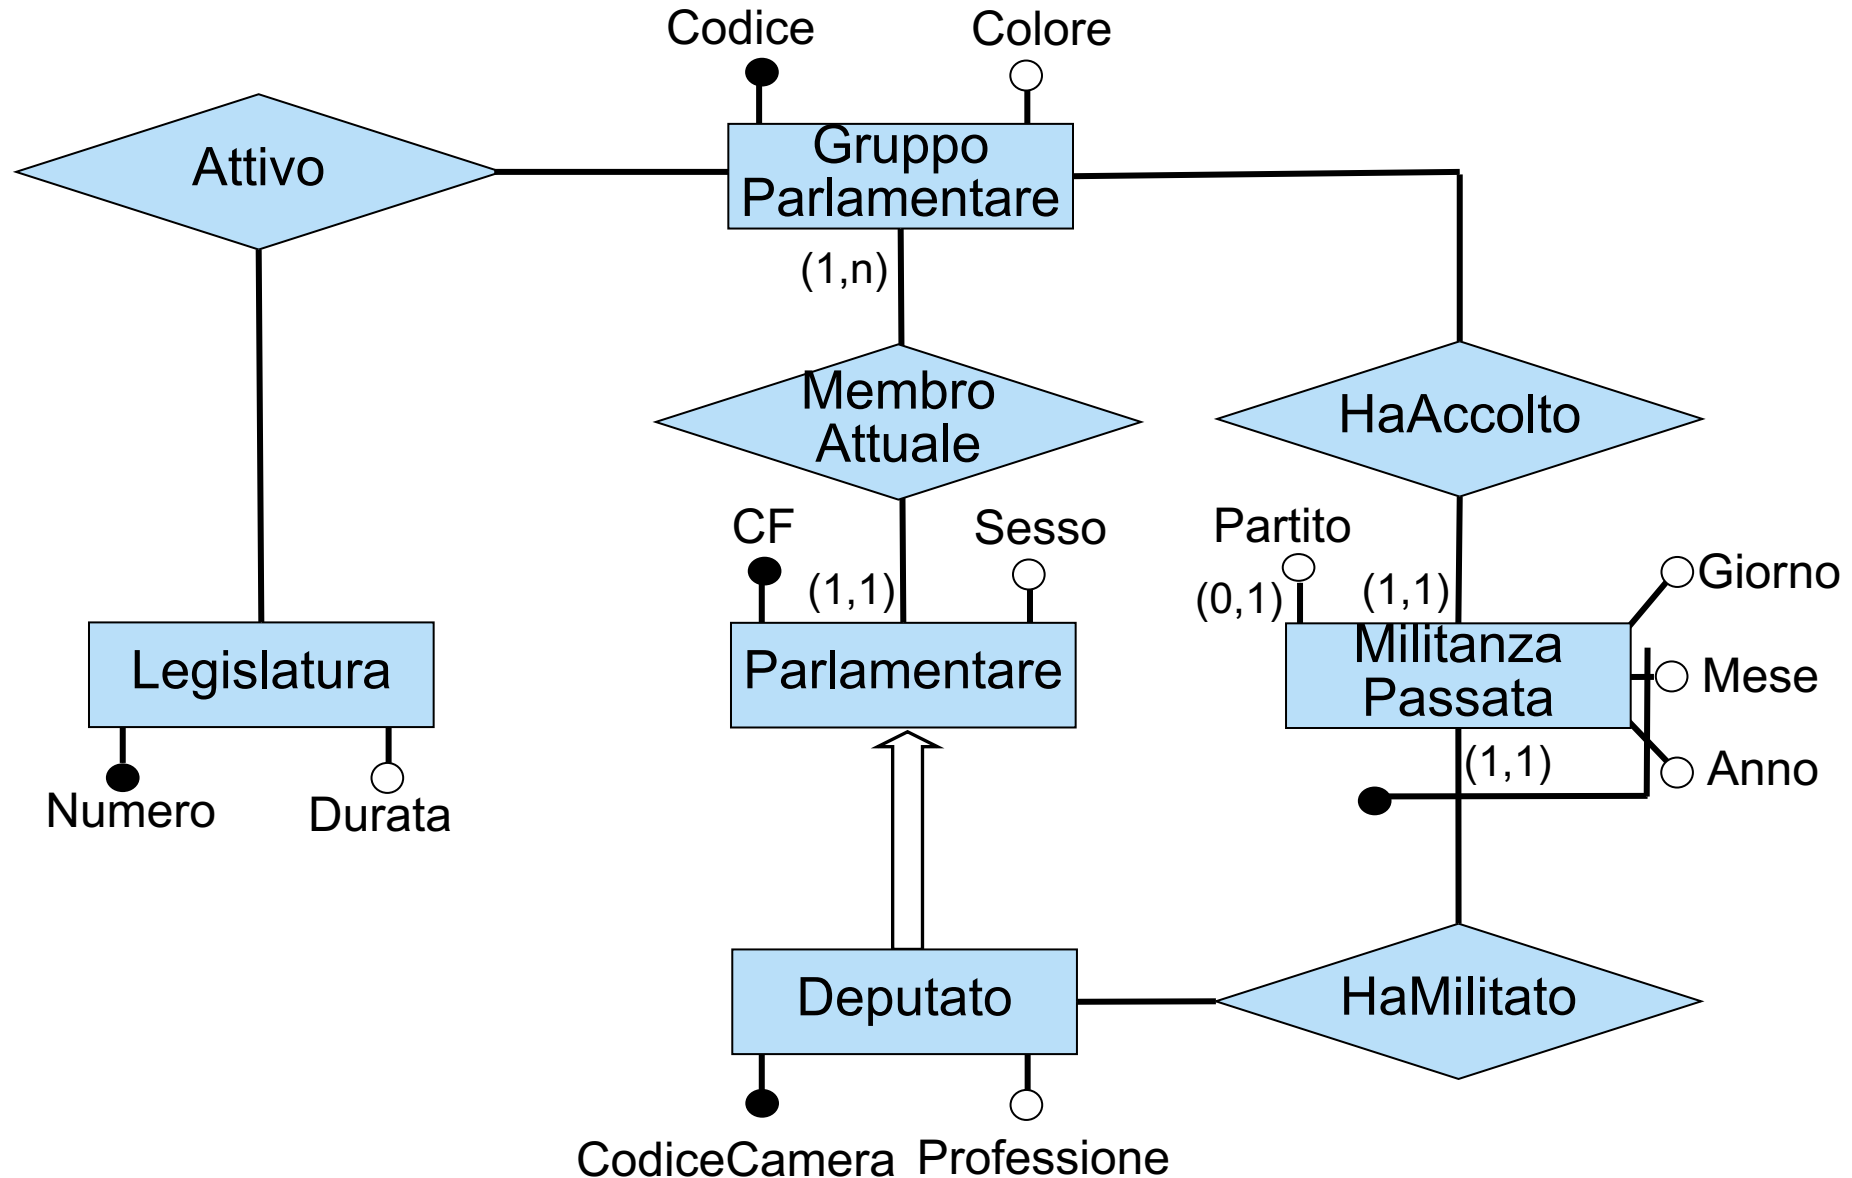 Codice
Colore
Attivo
Gruppo
Parlamentare
(1,n)
Membro
Attuale
HaAccolto
CF
Sesso
Partito
(1,1)
(0,1)
(1,1)
Giorno
Legislatura
Parlamentare
Militanza
Passata
Mese
Numero
Durata
(1,1)
Anno
Deputato
HaMilitato
CodiceCamera
Professione